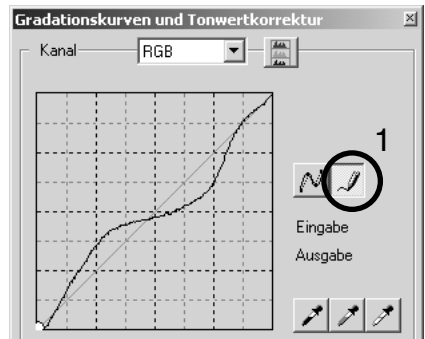 Gradationskurven und Tonwertkorrektur
Kanal RGB
1
Eingabe
Ausgabe